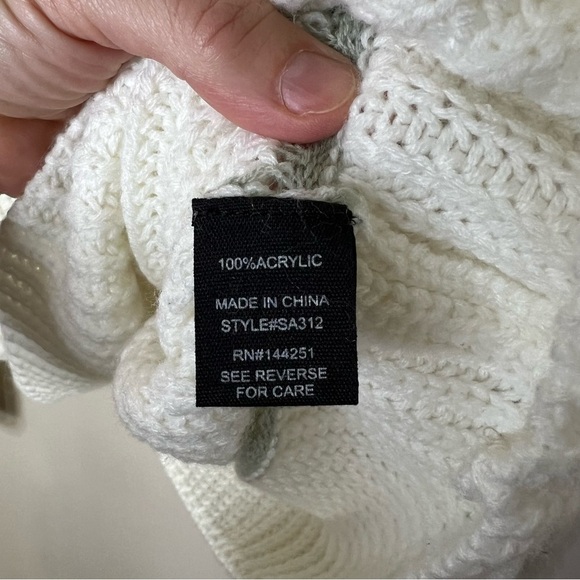 100%ACRYLIC
MADE IN CHINA
STYLE#SA312
RN#144251
SEE REVERSE
FOR CARE